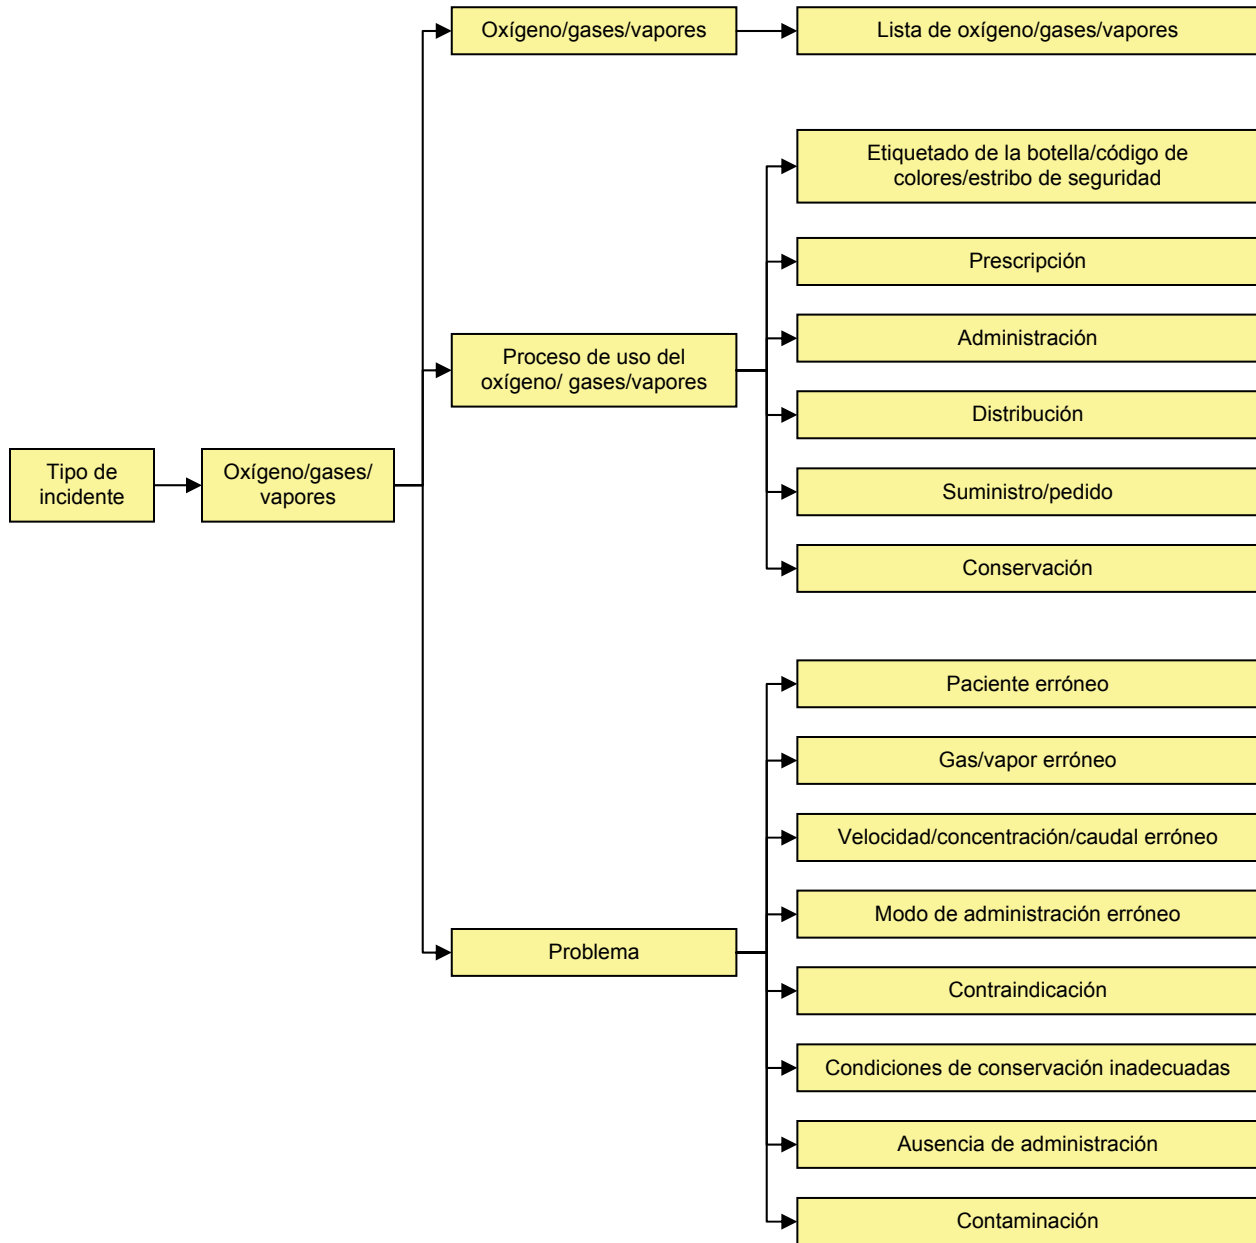 Tipo de
incidente
Oxígeno/gases/
vapores
Oxígeno/gases/vapores
Lista de oxígeno/gases/vapores
Proceso de uso del
oxígeno/ gases/vapores
Etiquetado de la botella/código de
colores/estribo de seguridad
Prescripción
Administración
Distribución
Suministro/pedido
Conservación
Problema
Paciente erróneo
Gas/vapor erróneo
Velocidad/concentración/caudal erróneo
Modo de administración erróneo
Contraindicación
Condiciones de conservación inadecuadas
Ausencia de administración
Contaminación